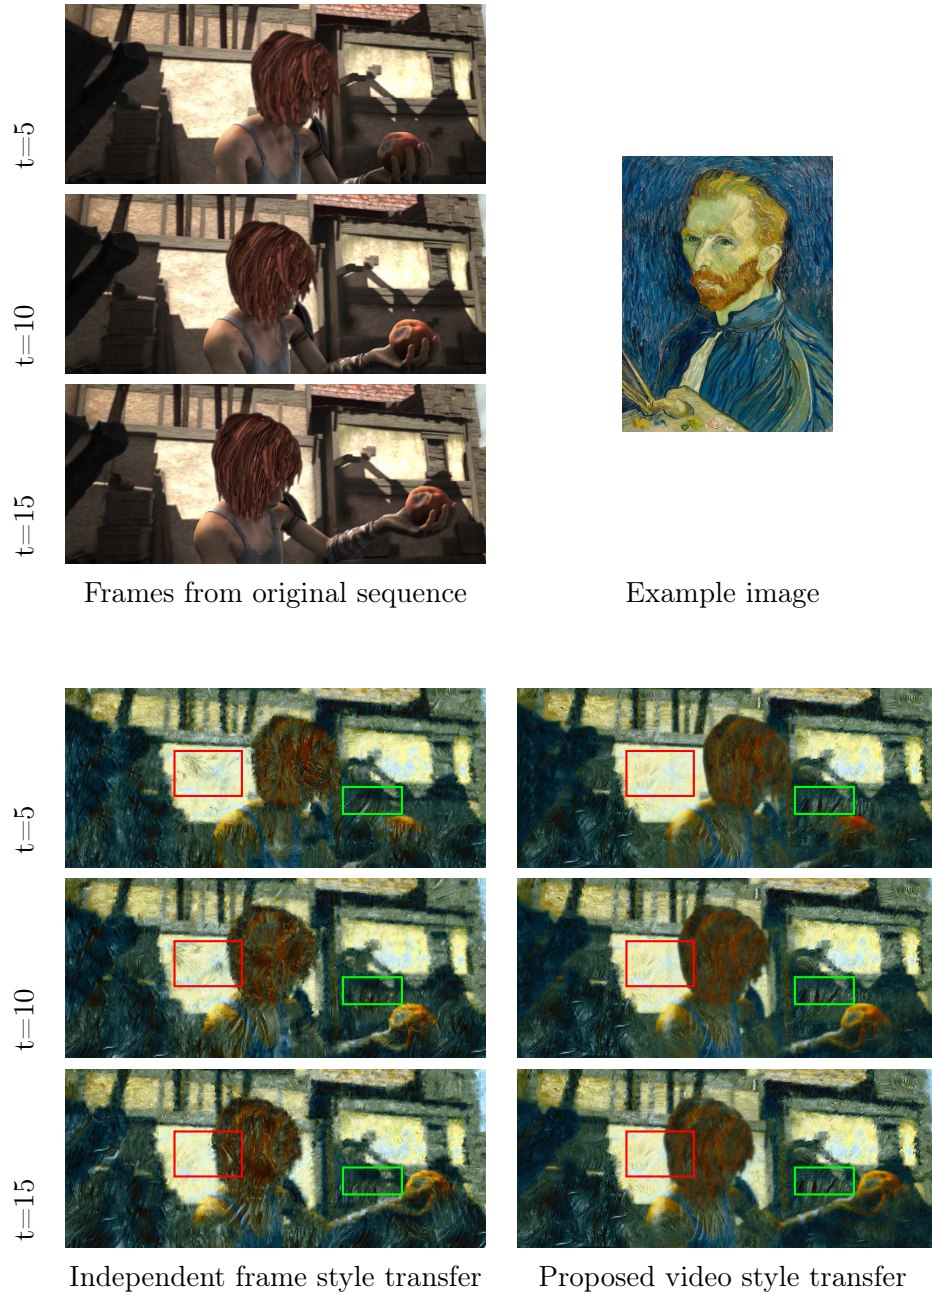 t=5
t=10
t=15
Frames from original sequence
Example image
t=5
t=10
t=15
Independent frame style transfer
Proposed video style transfer